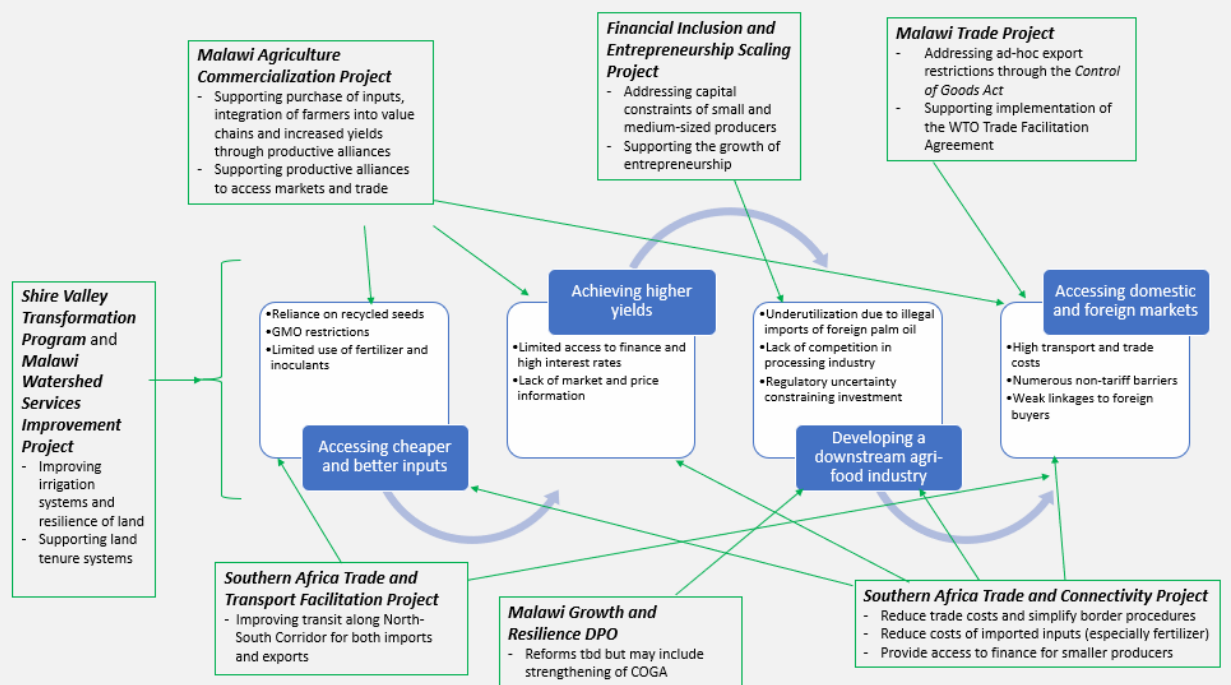 Malawi Agriculture
Commercialization Project
- Supporting purchase of inputs,
integration of farmers into value
chains and increased yields
through productive alliances
- Supporting productive alliances
to access markets and trade
Financial Inclusion and
Entrepreneurship Scaling
Project
- Addressing capital
constraints of small and
medium-sized producers
- Supporting the growth of
entrepreneurship
Malawi Trade Project
- Addressing ad-hoc export
restrictions through the Control
of Goods Act
- Supporting implementation of
the WTO Trade Facilitation
Agreement
Shire Valley
Transformation
Program and
Malawi
Watershed
Services
Improvement
Project
- Improving
irrigation
systems and
resilience of land
- Supporting land
tenure systems
•Reliance on recycled seeds
•GMO restrictions
•Limited use of fertilizer and
inoculants
Accessing cheaper
and better inputs
Achieving higher
yields
•Limited access to finance and
high interest rates
•Lack of market and price
information
•Underutilization due to illegal
imports of foreign palm oil
•Lack of competition in
processing industry
•Regulatory uncertainty
constraining investment
Developing a
downstream agri-
food industry
Accessing domestic
and foreign markets
•High transport and trade
costs
•Numerous non-tariff barriers
•Weak linkages to foreign
buyers
Southern Africa Trade and
Transport Facilitation Project
- Improving transit along North-
South Corridor for both imports
and exports
Malawi Growth and
Resilience DPO
- Reforms tbd but may include
strengthening of COGA
Southern Africa Trade and Connectivity Project
- Reduce trade costs and simplify border procedures
- Reduce costs of imported inputs (especially fertilizer)
- Provide access to finance for smaller producers